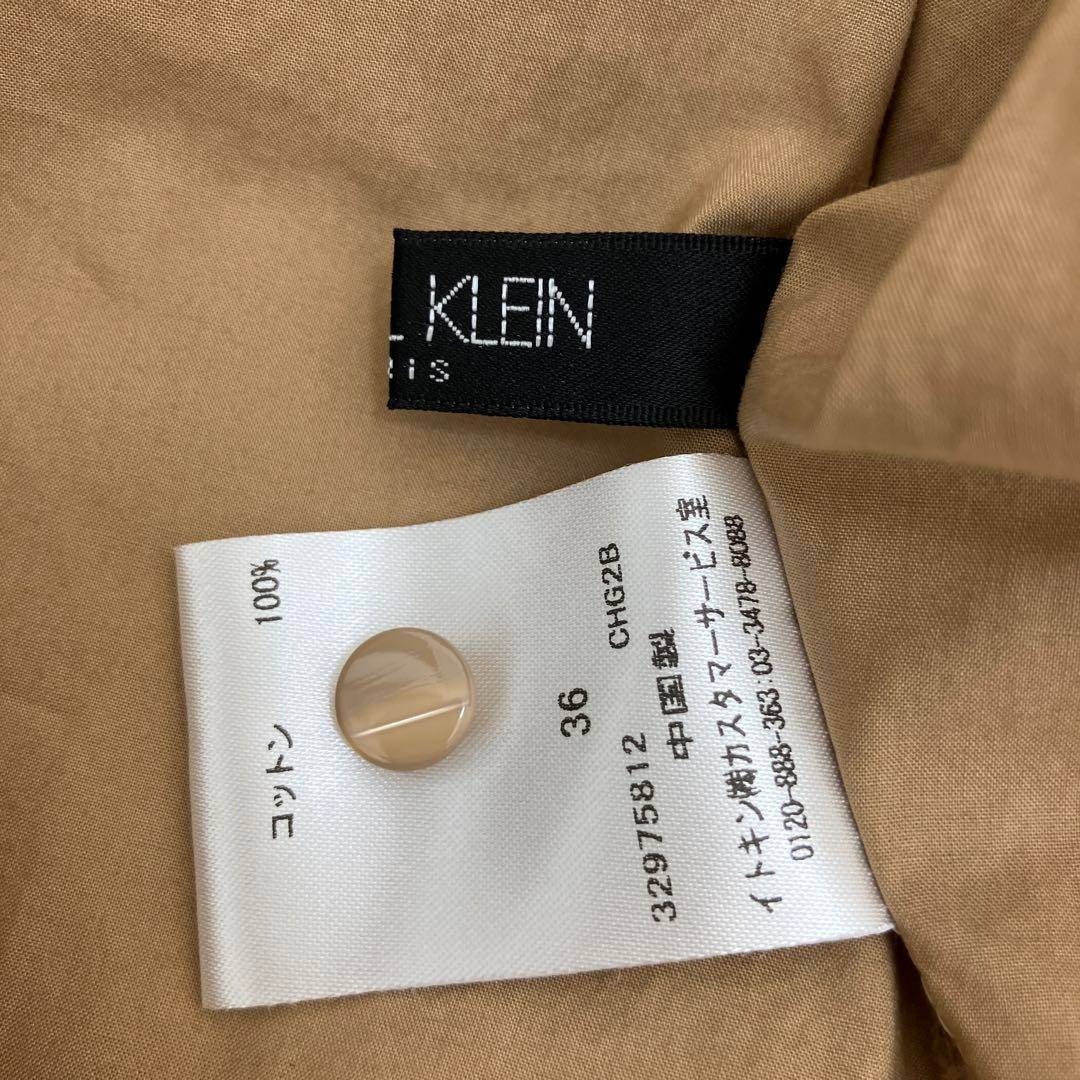 L KLEIN
RiS
コットン 100%
36
32975812 CHG2B
中国製
イトキン㈱カスタマーサービス室
0120-888-363:03-3478-8088